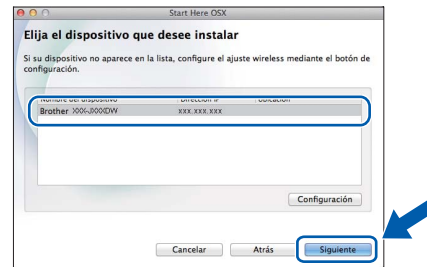 Start Here OSX
Elija el dispositivo que desee instalar
Si su dispositivo no aparece en la lista, configure el ajuste wireless mediante el botón de
configuración.
Nombre del dispositivo Dirección IP Ubicación
Brother XXX-JXXXDW xxx.xxx.xxx
Configuración
Cancelar Atrás Siguiente